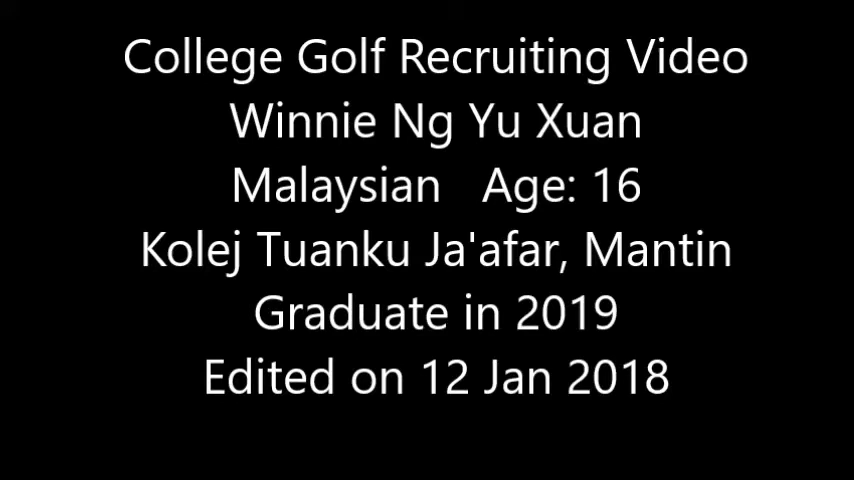 College Golf Recruiting Video
Winnie Ng Yu Xuan
Malaysian   Age: 16
Kolej Tuanku Ja'afar, Mantin
Graduate in 2019
Edited on 12 Jan 2018